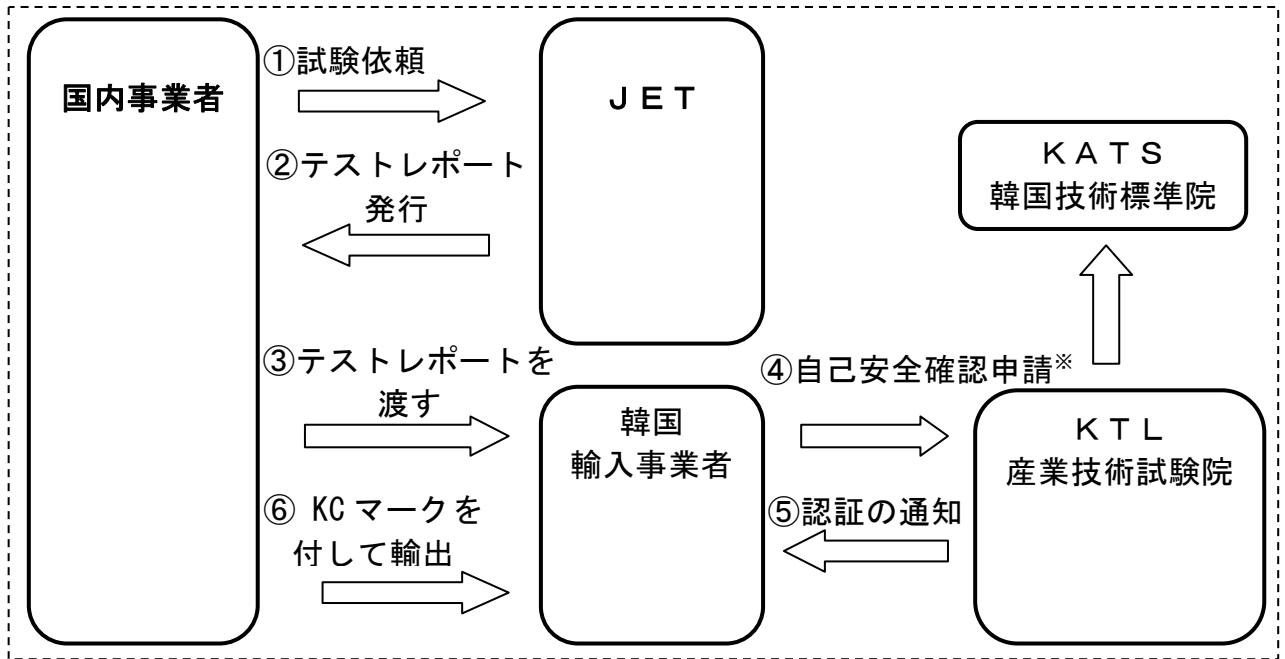 国内事業者
①試験依頼
ＪＥＴ
②テストレポート
発行
ＫＡＴＳ
韓国技術標準院
③テストレポートを
渡す
④自己安全確認申請※
韓国
輸入事業者
ＫＴＬ
産業技術試験院
⑥ KCマークを
付して輸出
⑤認証の通知